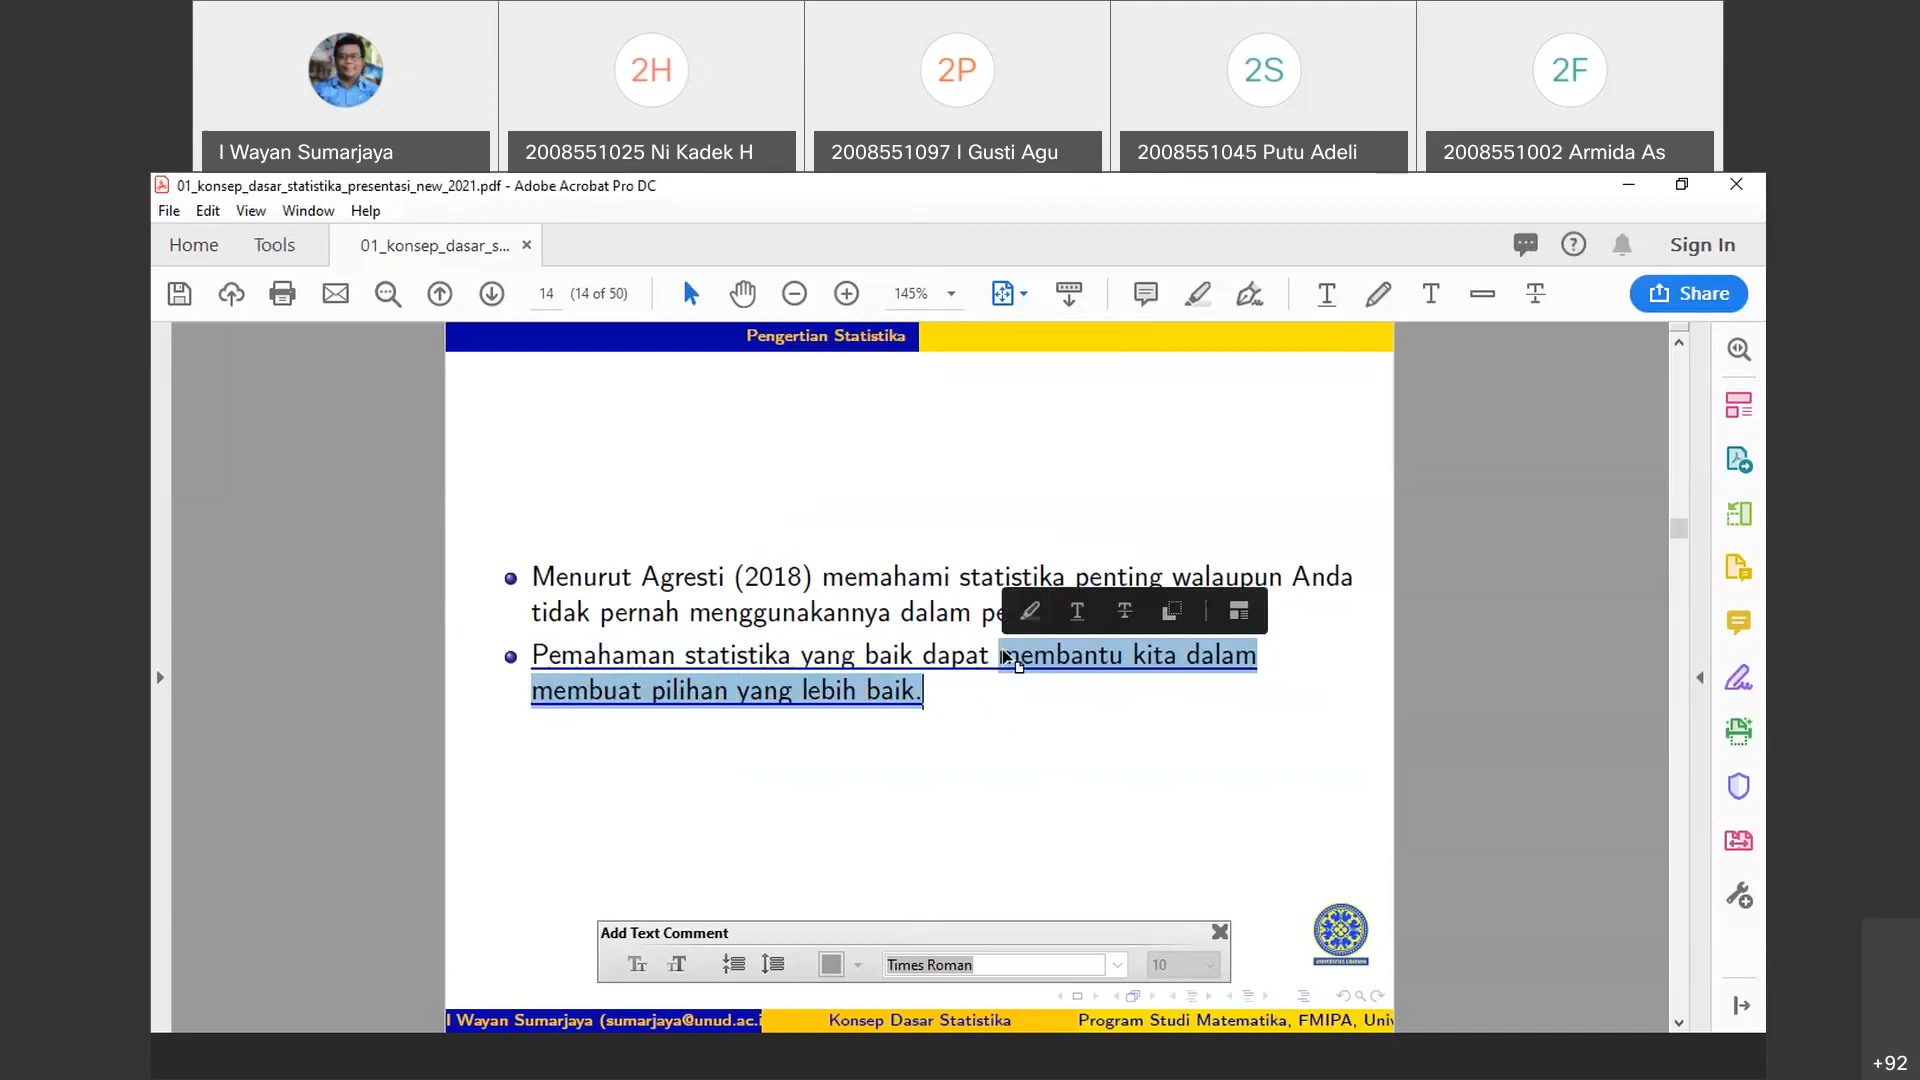 2H
2P
2S
2F
I Wayan Sumarjaya
2008551025 Ni Kadek H
2008551097 I Gusti Agu
2008551045 Putu Adeli
2008551002 Armida As
01_konsep_dasar_statistika_presentasi_new_2021.pdf - Adobe Acrobat Pro DC
File Edit View Window Help
Home Tools 01_konsep_dasar_s... Sign In
14 (14 of 50) 145% Share
Pengertian Statistika
Menurut Agresti (2018) memahami statistika penting walaupun Anda
tidak pernah menggunakannya dalam pe
Pemahaman statistika yang baik dapat membantu kita dalam
membuat pilihan yang lebih baik.
Add Text Comment
Times Roman 10
UNIVERSITAS UDAYANA
I Wayan Sumarjaya (sumarjaya@unud.ac.i
Konsep Dasar Statistika
Program Studi Matematika, FMIPA, Univ
+92